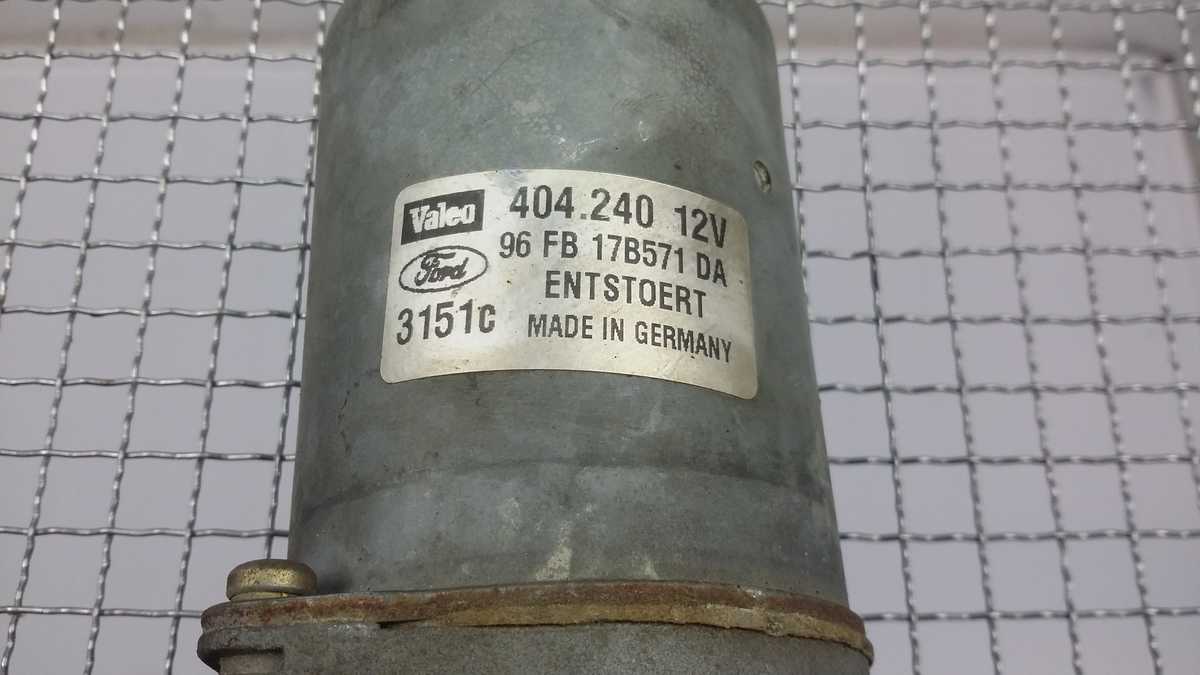 Valeo 404.240 12V
Ford 96 FB 17B571 DA
ENTSTOERT
3151c MADE IN GERMANY